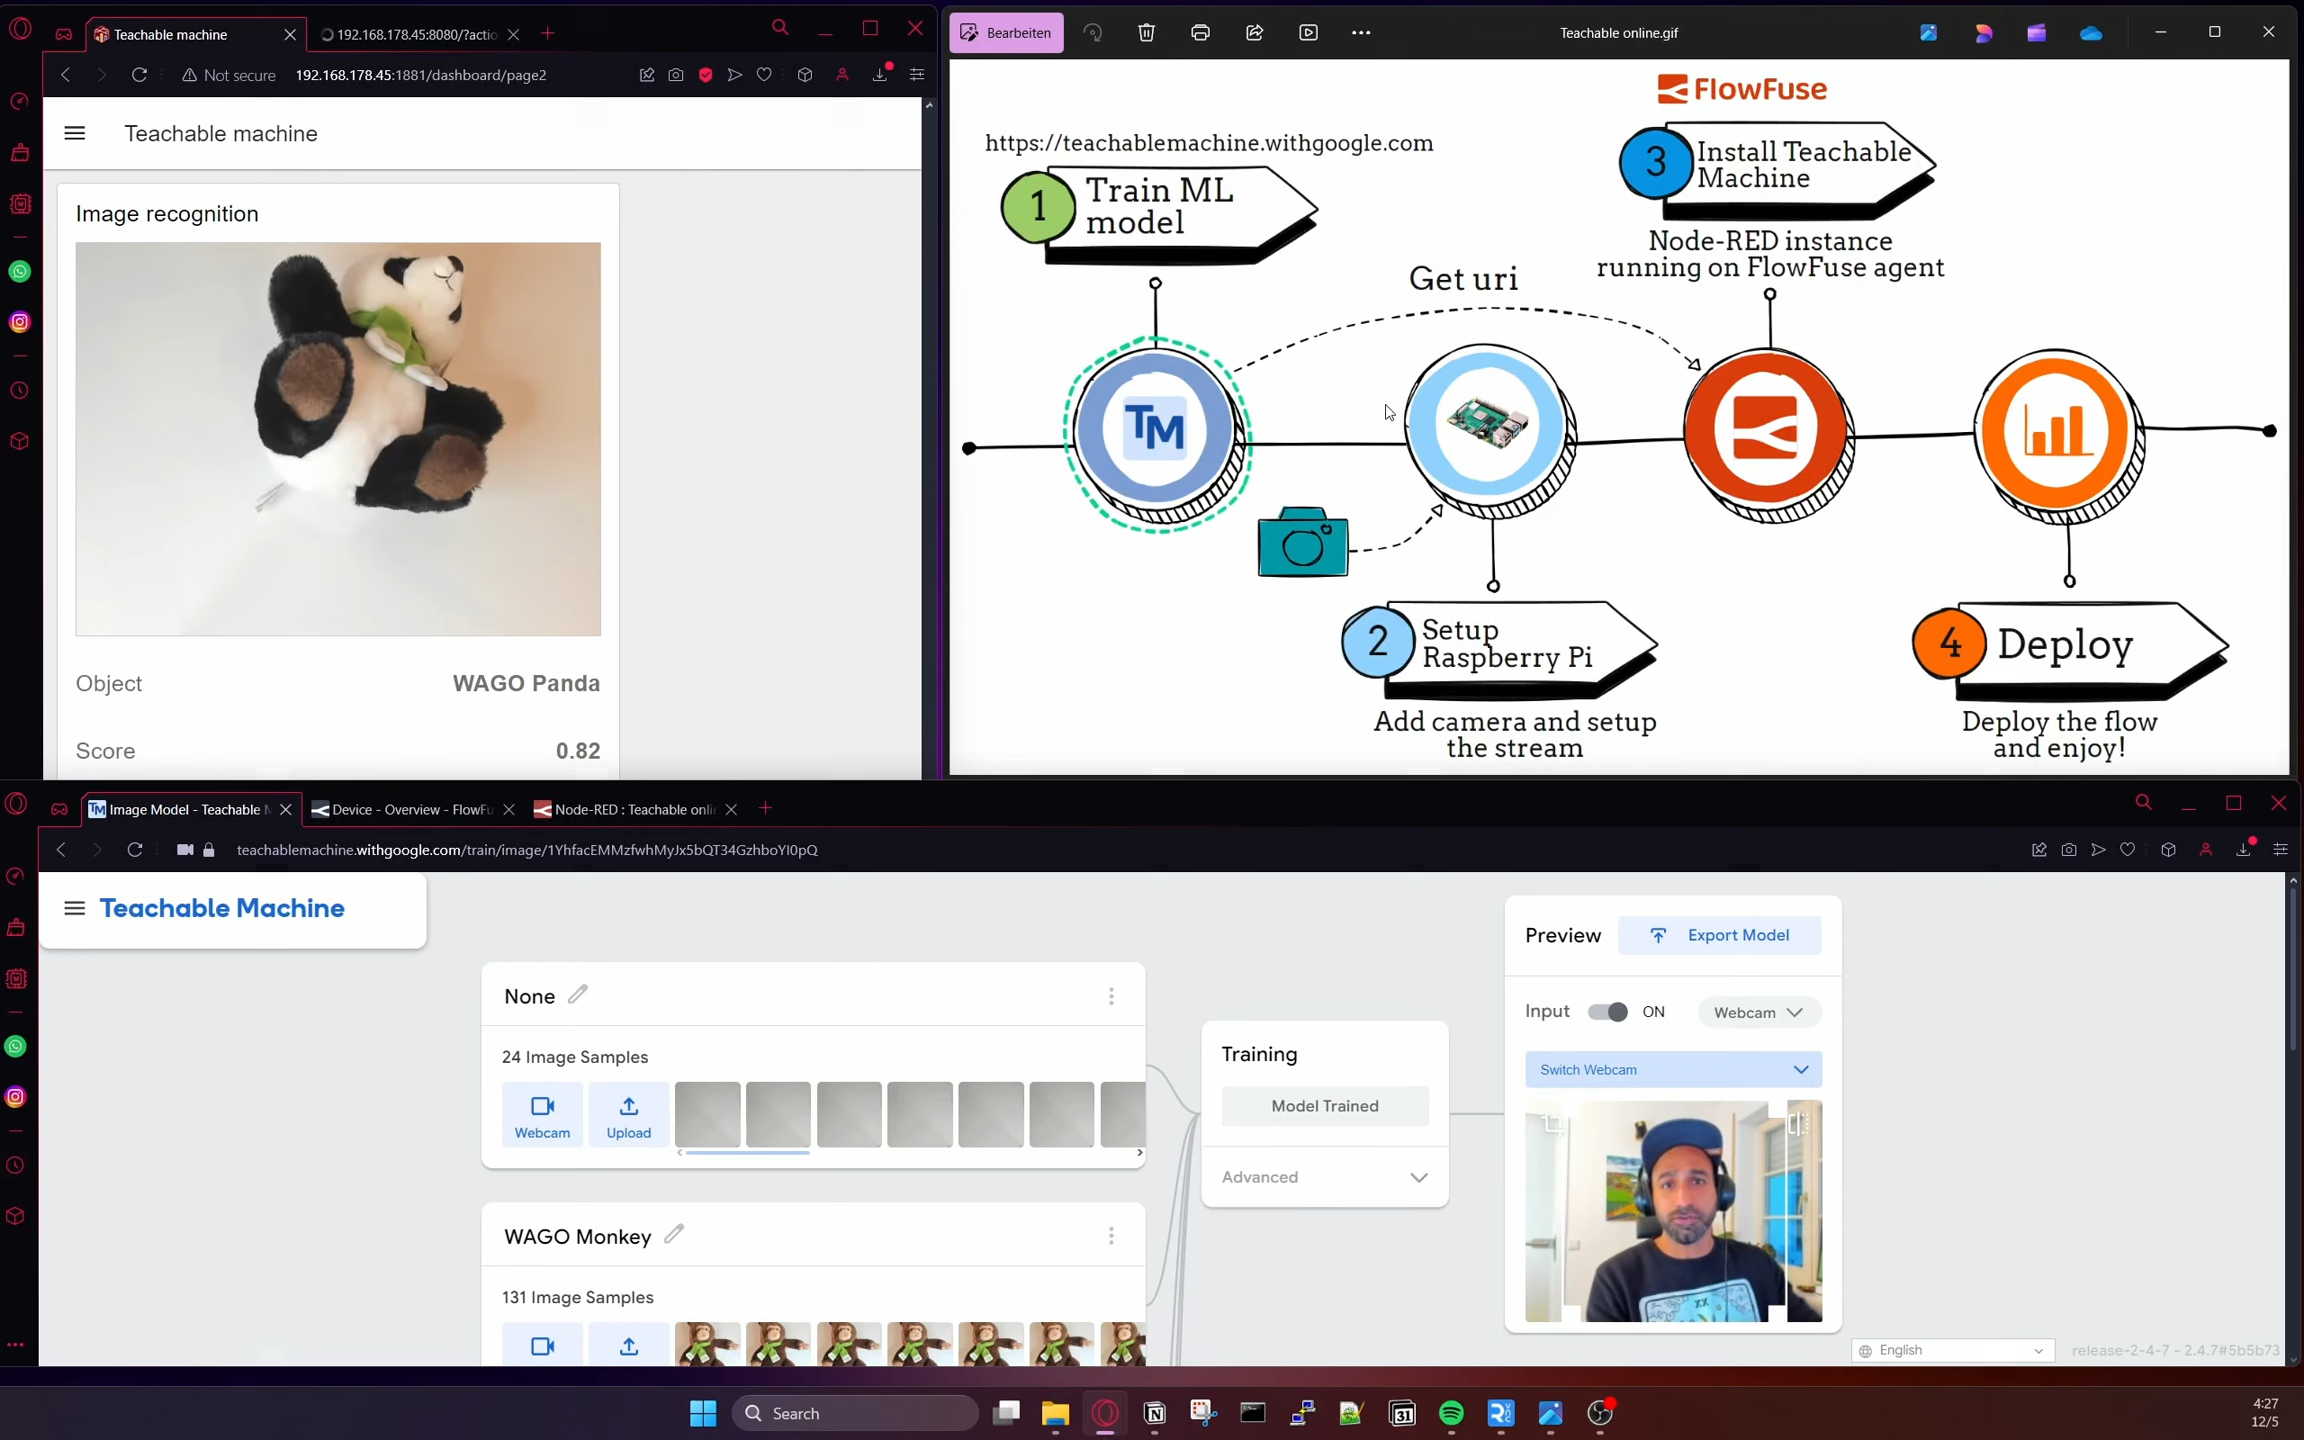 Teachable machine
192.168.178.45:8080/?actio
Not secure
192.168.178.45:1881/dashboard/page2
Teachable machine
Image recognition
Object
WAGO Panda
Score
0.82
Bearbeiten
Teachable online.gif
FlowFuse
https://teachablemachine.withgoogle.com
1
Train ML
model
3
Install Teachable
Machine
Node-RED instance
running on FlowFuse agent
Get uri
TM
2
Setup
Raspberry Pi
Add camera and setup
the stream
4
Deploy
Deploy the flow
and enjoy!
TM
Image Model - Teachable M
Device - Overview - FlowFu
Node-RED : Teachable onli
teachablemachine.withgoogle.com/train/image/1YhfacEMMzfwhMyJx5bQT34GzhboYI0pQ
Teachable Machine
None
24 Image Samples
Webcam
Upload
WAGO Monkey
131 Image Samples
Training
Model Trained
Advanced
Preview
Export Model
Input
ON
Webcam
Switch Webcam
XX
English
release-2-4-7 - 2.4.7#5b5b73
Search
31
4:27
12/5